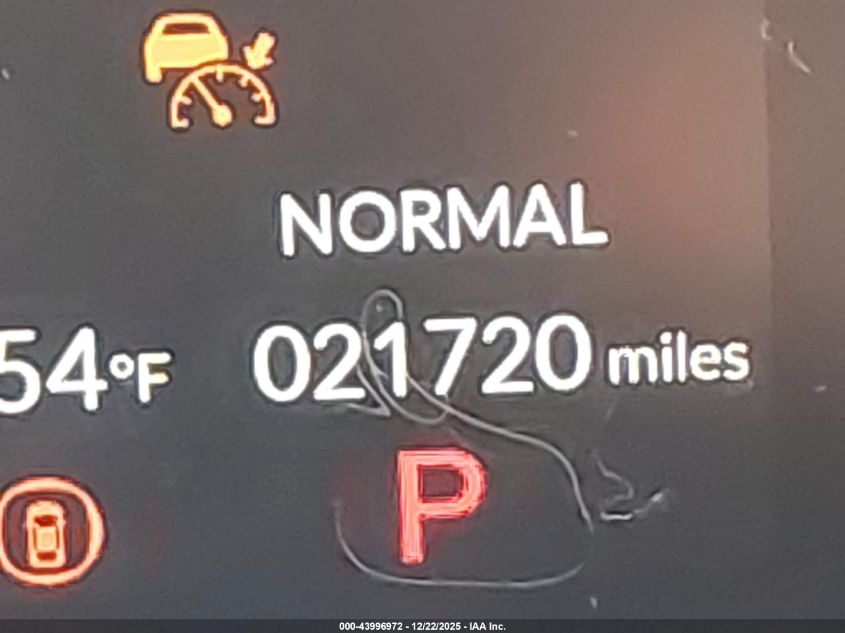 NORMAL
54°F 021720 miles
P
000-43996972 - 12/22/2025 - IAA Inc.